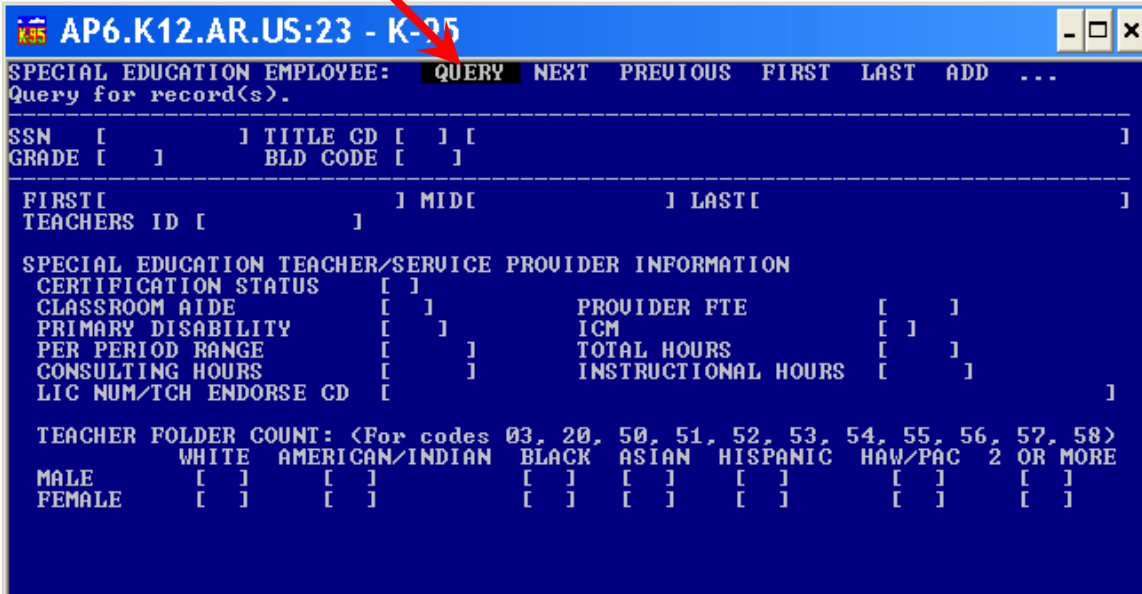 K95 AP6.K12.AR.US:23 - K-95
SPECIAL EDUCATION EMPLOYEE: QUERY NEXT PREVIOUS FIRST LAST ADD ...
Query for record(s).
SSN [ ] TITLE CD [ ] [ ]
GRADE [ ] BLD CODE [ ]
FIRST[ ] MID[ ] LAST[ ]
TEACHERS ID [ ]
SPECIAL EDUCATION TEACHER/SERVICE PROVIDER INFORMATION
CERTIFICATION STATUS [ ]
CLASSROOM AIDE [ ] PROVIDER FTE [ ]
PRIMARY DISABILITY [ ] ICM [ ]
PER PERIOD RANGE [ ] TOTAL HOURS [ ]
CONSULTING HOURS [ ] INSTRUCTIONAL HOURS [ ]
LIC NUM/TCH ENDORSE CD [ ]
TEACHER FOLDER COUNT: (For codes 03, 20, 50, 51, 52, 53, 54, 55, 56, 57, 58)
WHITE AMERICAN/INDIAN BLACK ASIAN HISPANIC HAW/PAC 2 OR MORE
MALE [ ] [ ] [ ] [ ] [ ] [ ] [ ]
FEMALE [ ] [ ] [ ] [ ] [ ] [ ] [ ]